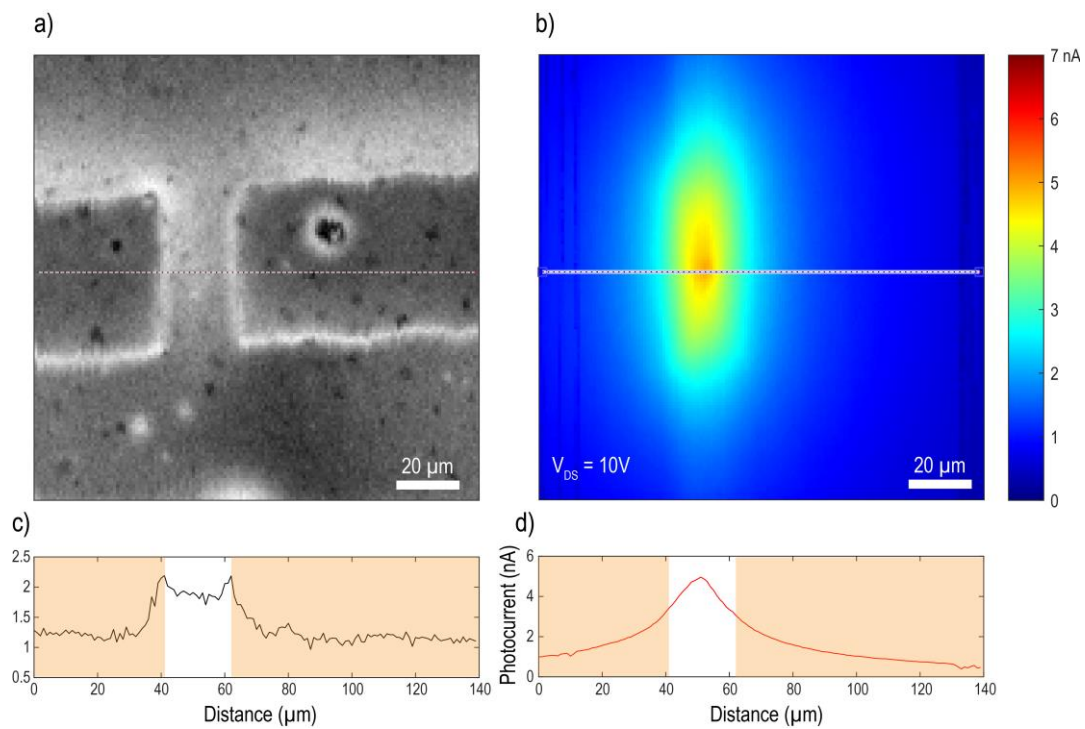 a)
20 µm
b)
V_DS = 10V
20 µm
7 nA
6
5
4
3
2
1
0
c)
2.5
2
1.5
1
0.5
0 20 40 60 80 100 120 140
Distance (µm)
d)
Photocurrent (nA)
6
4
2
0
0 20 40 60 80 100 120 140
Distance (µm)